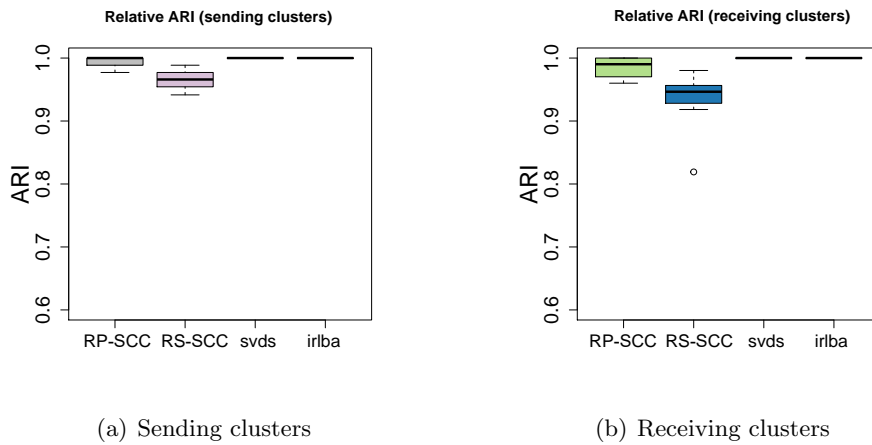 Relative ARI (sending clusters)
ARI
1.0
0.9
0.8
0.7
0.6
RP-SCC RS-SCC svds irlba
(a) Sending clusters
Relative ARI (receiving clusters)
ARI
1.0
0.9
0.8
0.7
0.6
RP-SCC RS-SCC svds irlba
(b) Receiving clusters